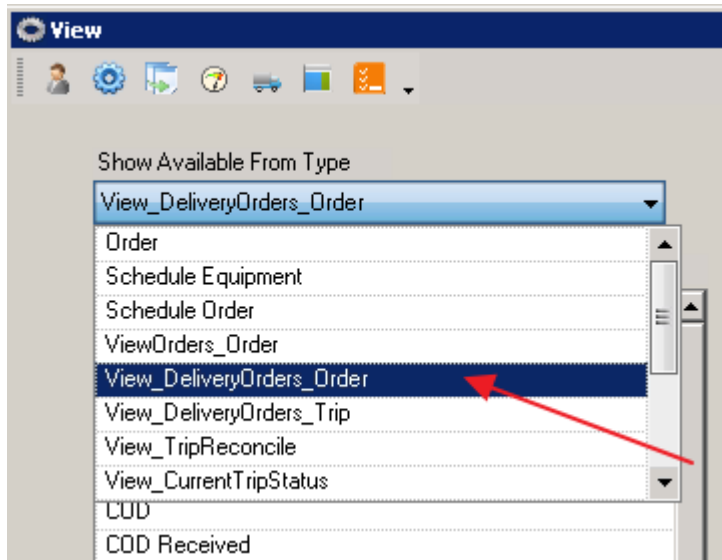 View
Show Available From Type
View_DeliveryOrders_Order
Order
Schedule Equipment
Schedule Order
ViewOrders_Order
View_DeliveryOrders_Order
View_DeliveryOrders_Trip
View_TripReconcile
View_CurrentTripStatus
COD
COD Received